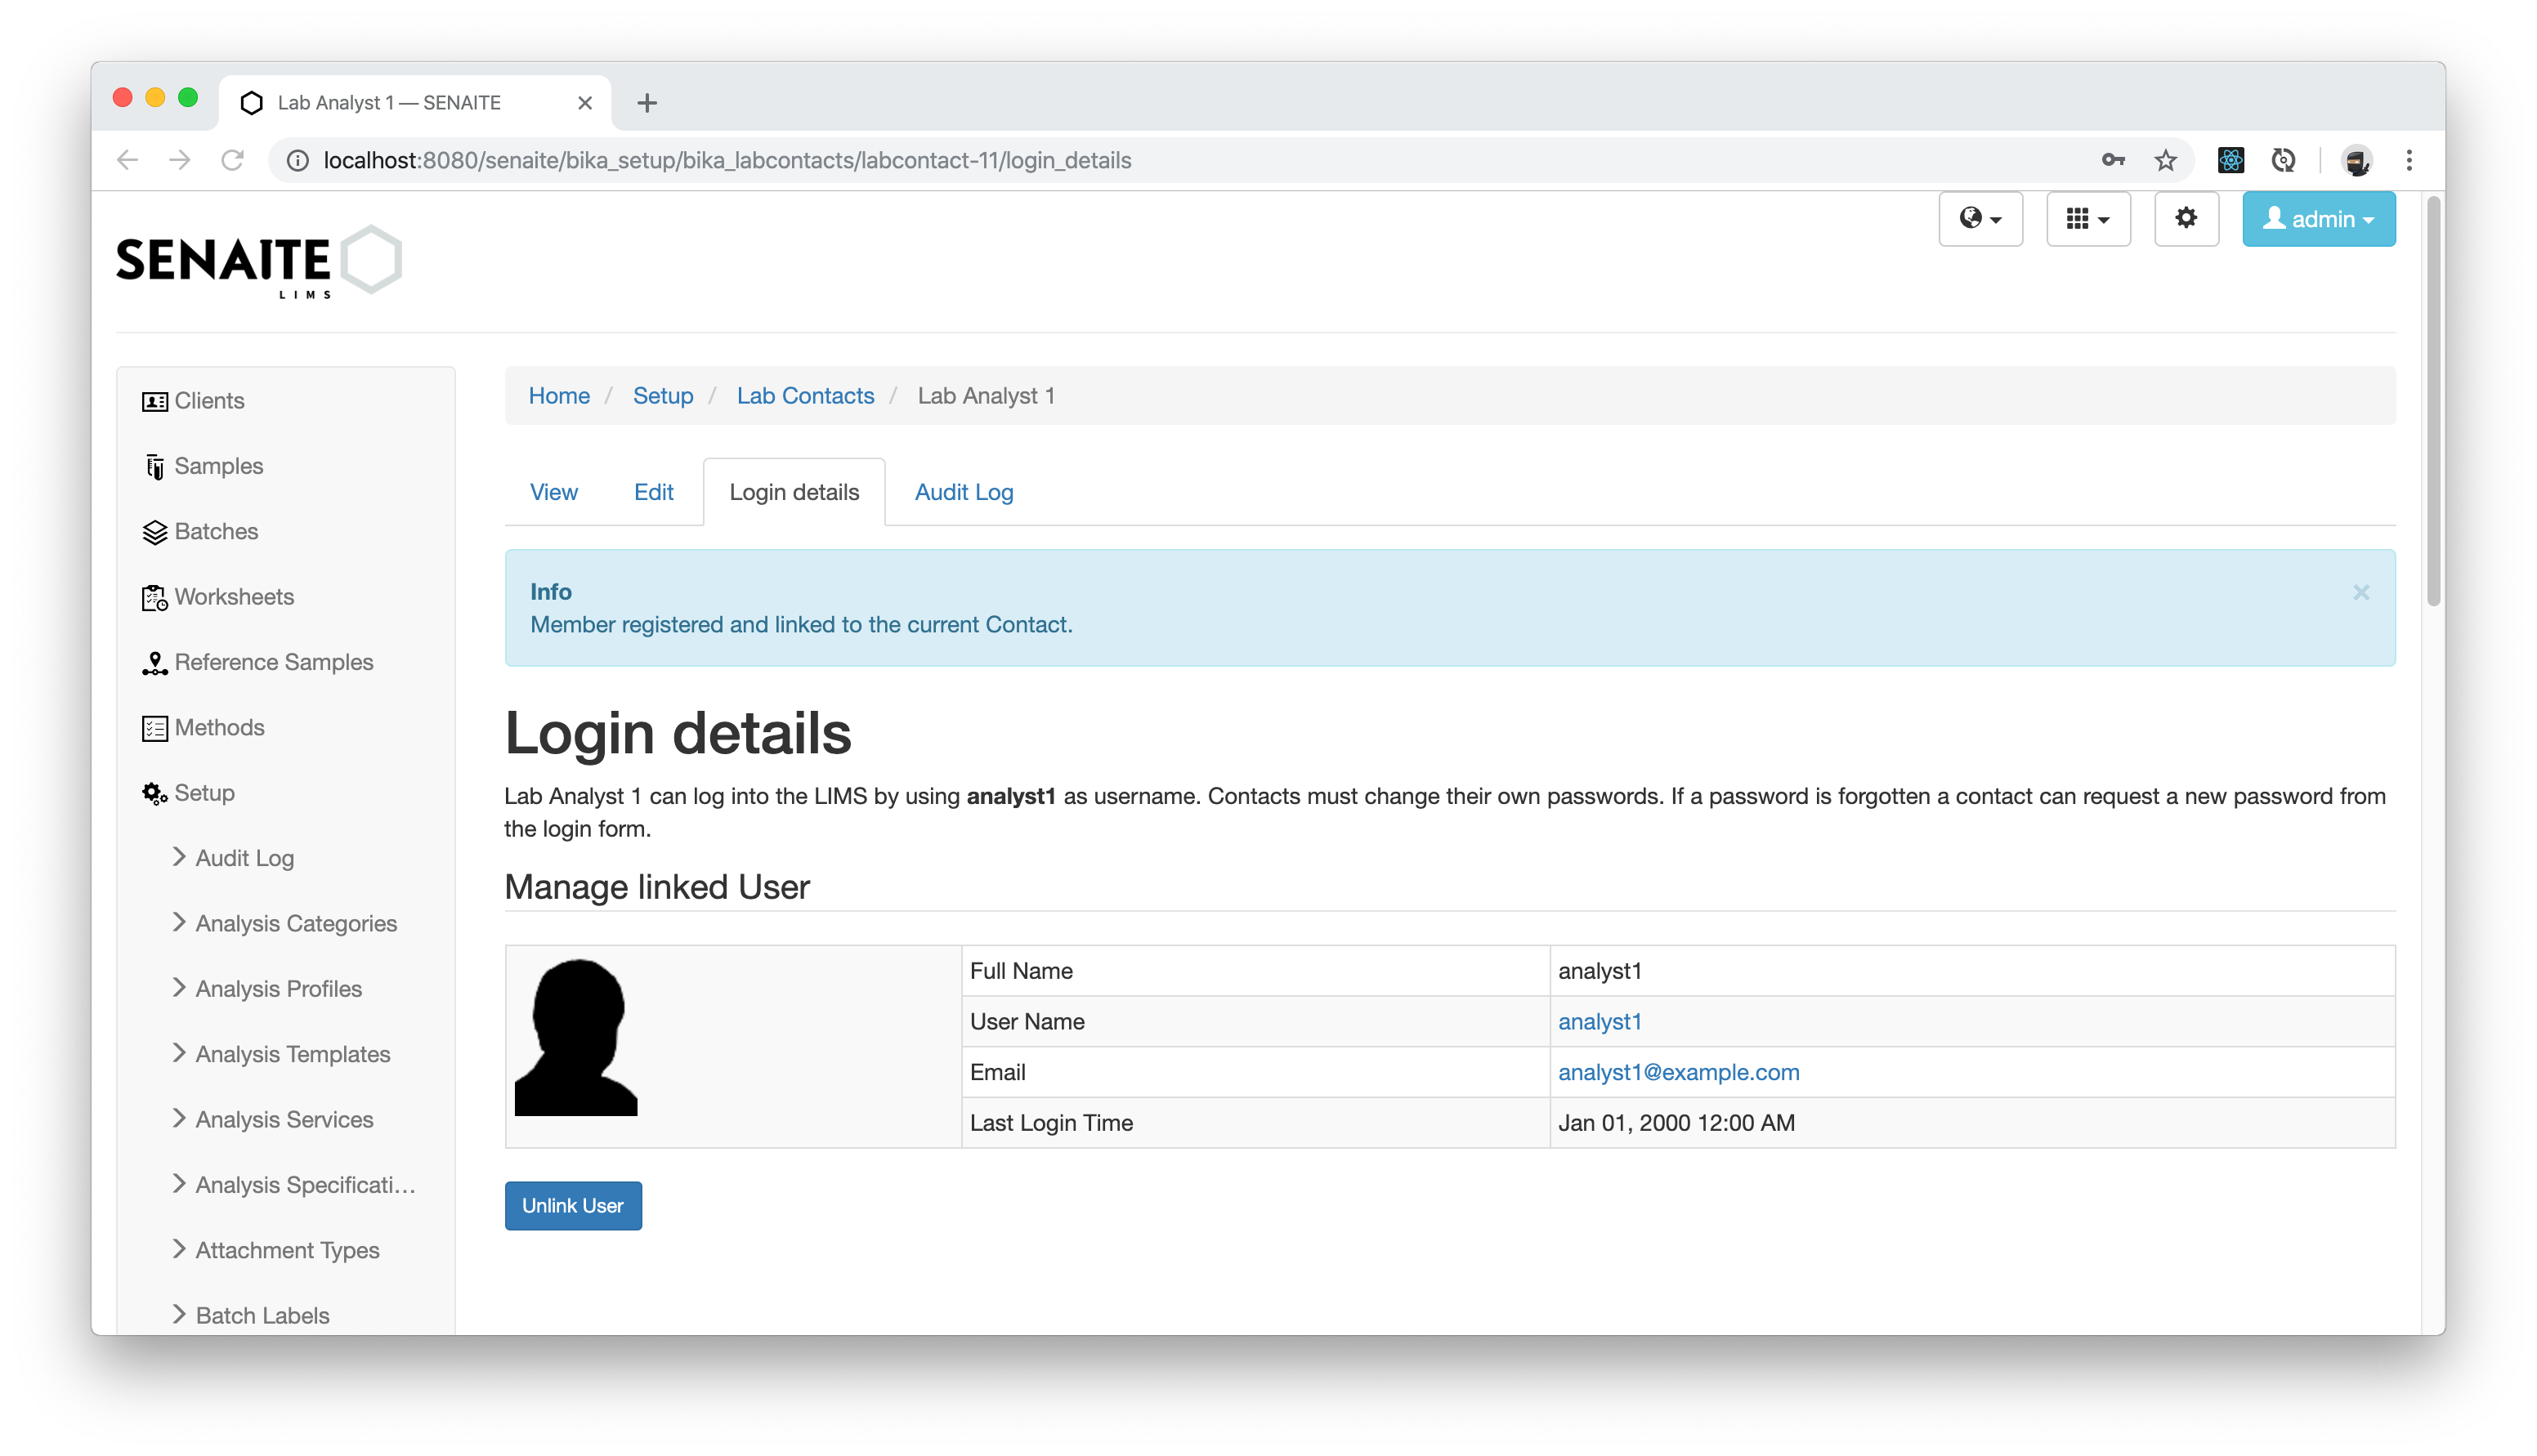 Lab Analyst 1 — SENAITE
localhost:8080/senaite/bika_setup/bika_labcontacts/labcontact-11/login_details
admin
SENAITE
LIMS
Clients
Samples
Batches
Worksheets
Reference Samples
Methods
Setup
Audit Log
Analysis Categories
Analysis Profiles
Analysis Templates
Analysis Services
Analysis Specificati...
Attachment Types
Batch Labels
Home / Setup / Lab Contacts / Lab Analyst 1
View Edit Login details Audit Log
Info
Member registered and linked to the current Contact.
Login details
Lab Analyst 1 can log into the LIMS by using analyst1 as username. Contacts must change their own passwords. If a password is forgotten a contact can request a new password from
the login form.
Manage linked User
Full Name analyst1
User Name analyst1
Email analyst1@example.com
Last Login Time Jan 01, 2000 12:00 AM
Unlink User